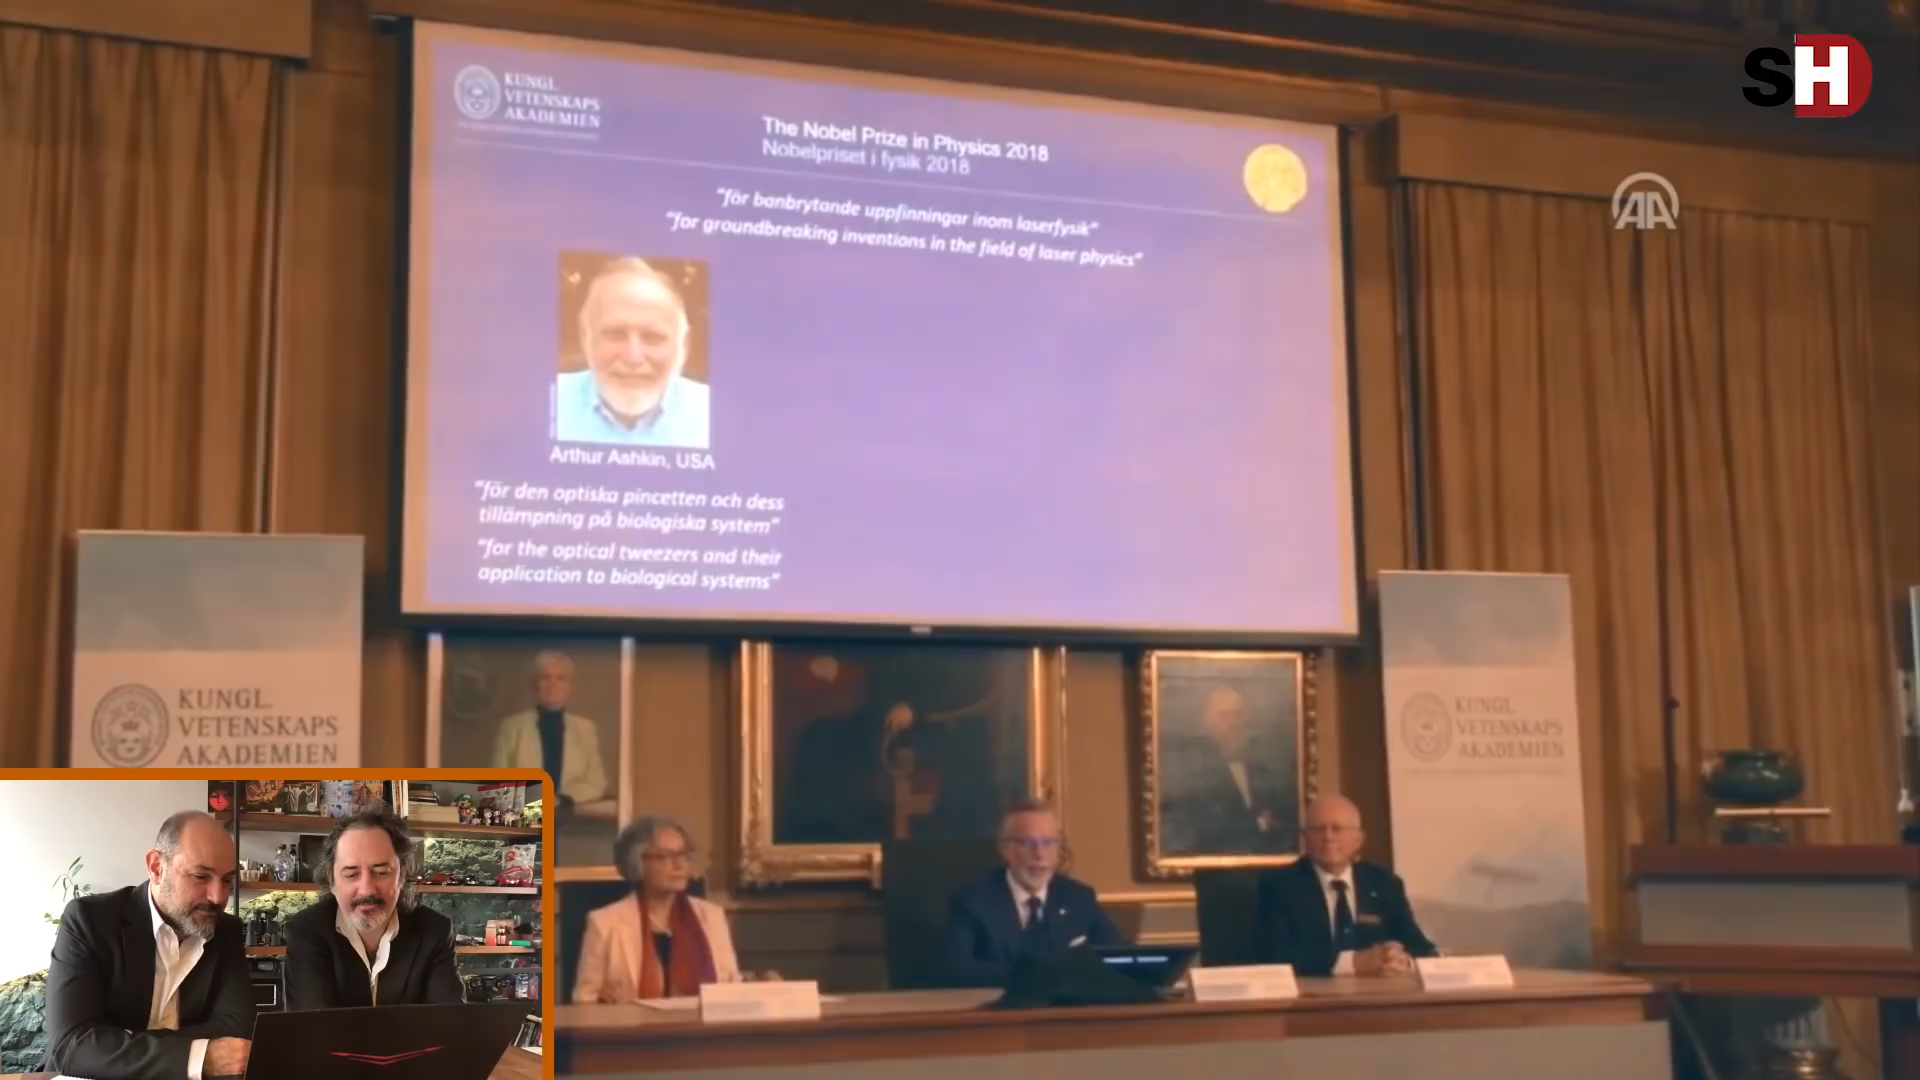 SH
AA
KUNGL.
VETENSKAPS
AKADEMIEN
The Nobel Prize in Physics 2018
Nobelpriset i fysik 2018
"för banbrytande uppfinningar inom laserfysik"
"for groundbreaking inventions in the field of laser physics"
Arthur Ashkin, USA
"för den optiska pincetten och dess
tillämpning på biologiska system"
"for the optical tweezers and their
application to biological systems"
KUNGL.
VETENSKAPS
AKADEMIEN
KUNGL.
VETENSKAPS
AKADEMIEN